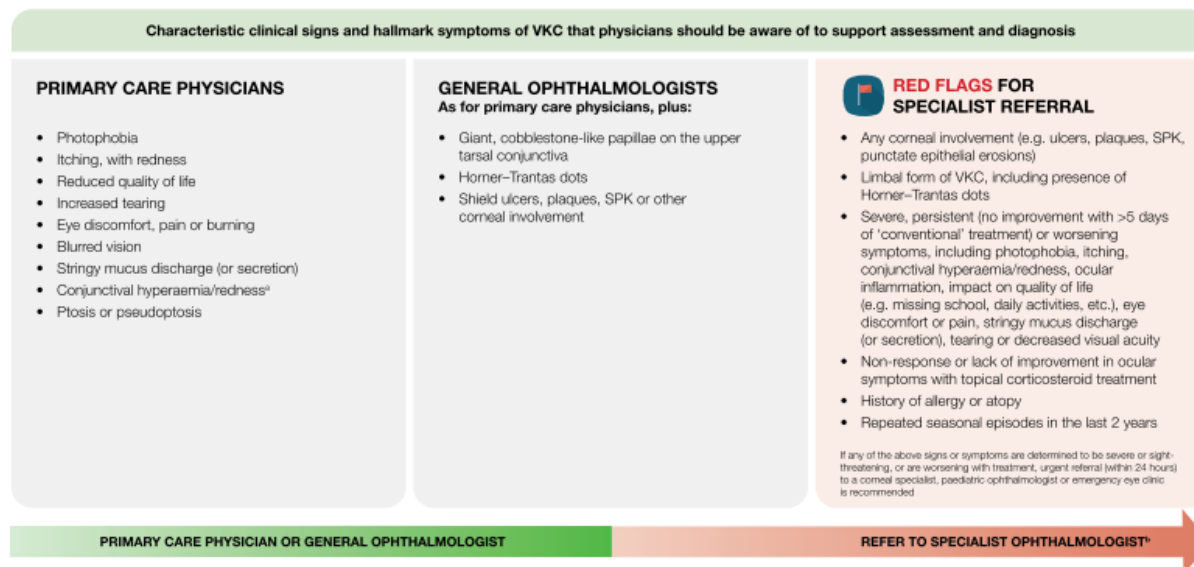 Characteristic clinical signs and hallmark symptoms of VKC that physicians should be aware of to support assessment and diagnosis
PRIMARY CARE PHYSICIANS
• Photophobia
• Itching, with redness
• Reduced quality of life
• Increased tearing
• Eye discomfort, pain or burning
• Blurred vision
• Stringy mucus discharge (or secretion)
• Conjunctival hyperaemia/rednessᵃ
• Ptosis or pseudoptosis
GENERAL OPHTHALMOLOGISTS
As for primary care physicians, plus:
• Giant, cobblestone-like papillae on the upper
tarsal conjunctiva
• Horner–Trantas dots
• Shield ulcers, plaques, SPK or other
corneal involvement
RED FLAGS FOR
SPECIALIST REFERRAL
• Any corneal involvement (e.g. ulcers, plaques, SPK,
punctate epithelial erosions)
• Limbal form of VKC, including presence of
Horner–Trantas dots
• Severe, persistent (no improvement with >5 days
of ‘conventional’ treatment) or worsening
symptoms, including photophobia, itching,
conjunctival hyperaemia/redness, ocular
inflammation, impact on quality of life
(e.g. missing school, daily activities, etc.), eye
discomfort or pain, stringy mucus discharge
(or secretion), tearing or decreased visual acuity
• Non-response or lack of improvement in ocular
symptoms with topical corticosteroid treatment
• History of allergy or atopy
• Repeated seasonal episodes in the last 2 years
If any of the above signs or symptoms are determined to be severe or sight-
threatening, or are worsening with treatment, urgent referral (within 24 hours)
to a corneal specialist, paediatric ophthalmologist or emergency eye clinic
is recommended
PRIMARY CARE PHYSICIAN OR GENERAL OPHTHALMOLOGIST
REFER TO SPECIALIST OPHTHALMOLOGISTᵇ